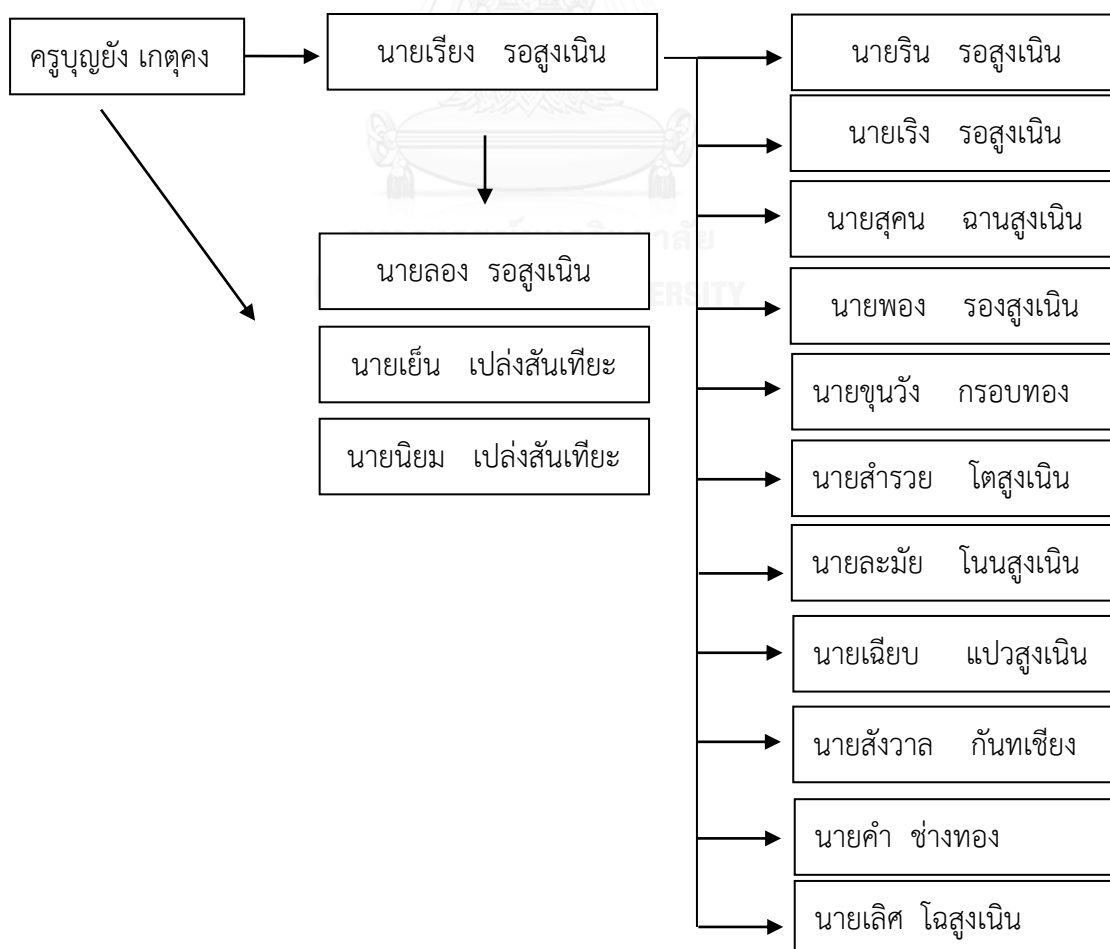 ครูบุญยัง เกตุคง
นายเรียง รอสูงเนิน
นายลอง รอสูงเนิน
นายเย็น เปล่งสันเทียะ
นายนิยม เปล่งสันเทียะ
นายริน รอสูงเนิน
นายเริง รอสูงเนิน
นายสุคน ฉานสูงเนิน
นายพอง รองสูงเนิน
นายขุนวัง กรอบทอง
นายสำรวย โตสูงเนิน
นายละมัย โนนสูงเนิน
นายเฉียบ แปวสูงเนิน
นายสังวาล กันทเชียง
นายคำ ช่างทอง
นายเลิศ โฉสูงเนิน